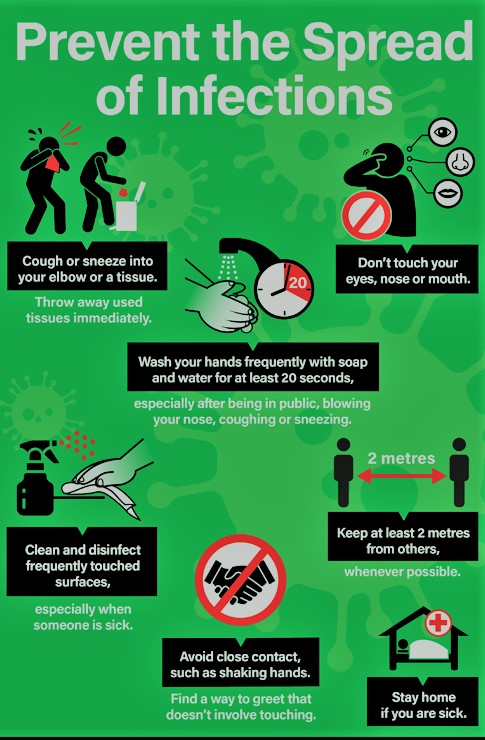 Prevent the Spread
of Infections
Cough or sneeze into
your elbow or a tissue.
Throw away used
tissues immediately.
Don't touch your
eyes, nose or mouth.
20
Wash your hands frequently with soap
and water for at least 20 seconds,
especially after being in public, blowing
your nose, coughing or sneezing.
Clean and disinfect
frequently touched
surfaces,
especially when
someone is sick.
2 metres
Keep at least 2 metres
from others,
whenever possible.
Avoid close contact,
such as shaking hands.
Find a way to greet that
doesn't involve touching.
Stay home
if you are sick.